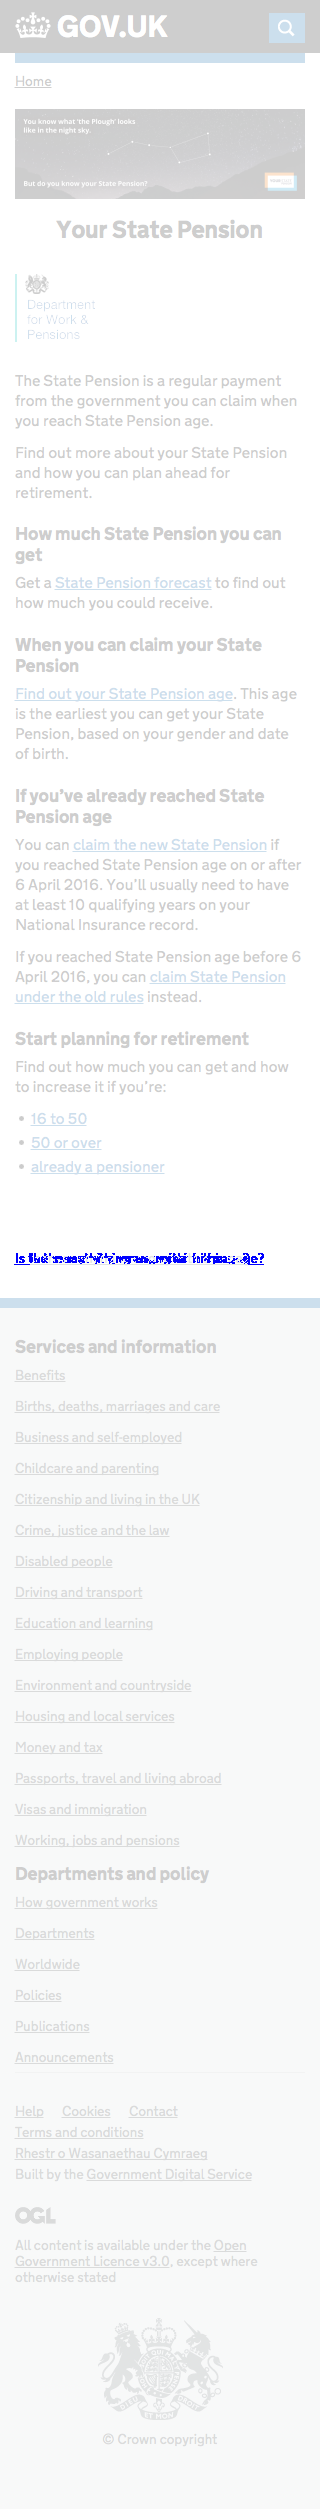 GOV.UK
Home
You know what 'the Plough' looks
like in the night sky.
But do you know your State Pension?
Your State Pension
Department
for Work &
Pensions
The State Pension is a regular payment
from the government you can claim when
you reach State Pension age.
Find out more about your State Pension
and how you can plan ahead for
retirement.
How much State Pension you can
get
Get a State Pension forecast to find out
how much you could receive.
When you can claim your State
Pension
Find out your State Pension age. This age
is the earliest you can get your State
Pension, based on your gender and date
of birth.
If you've already reached State
Pension age
You can claim the new State Pension if
you reached State Pension age on or after
6 April 2016. You'll usually need to have
at least 10 qualifying years on your
National Insurance record.
If you reached State Pension age before 6
April 2016, you can claim State Pension
under the old rules instead.
Start planning for retirement
Find out how much you can get and how
to increase it if you're:
• 16 to 50
• 50 or over
• already a pensioner
Services and information
Benefits
Births, deaths, marriages and care
Business and self-employed
Childcare and parenting
Citizenship and living in the UK
Crime, justice and the law
Disabled people
Driving and transport
Education and learning
Employing people
Environment and countryside
Housing and local services
Money and tax
Passports, travel and living abroad
Visas and immigration
Working, jobs and pensions
Departments and policy
How government works
Departments
Worldwide
Policies
Publications
Announcements
Help Cookies Contact
Terms and conditions
Rhestr o Wasanaethau Cymraeg
Built by the Government Digital Service
OGL
All content is available under the Open
Government Licence v3.0, except where
otherwise stated
© Crown copyright